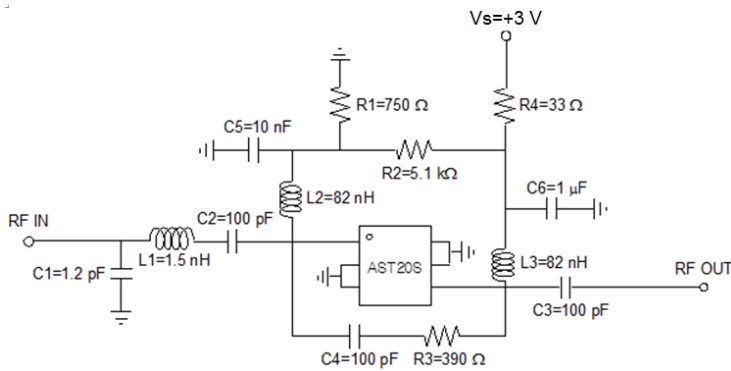 Vs=+3 V
R1=750 Ω
R4=33 Ω
C5=10 nF
R2=5.1 kΩ
L2=82 nH
C6=1 μF
RF IN
C2=100 pF
L1=1.5 nH
C1=1.2 pF
AST20S
L3=82 nH
RF OUT
C3=100 pF
C4=100 pF
R3=390 Ω